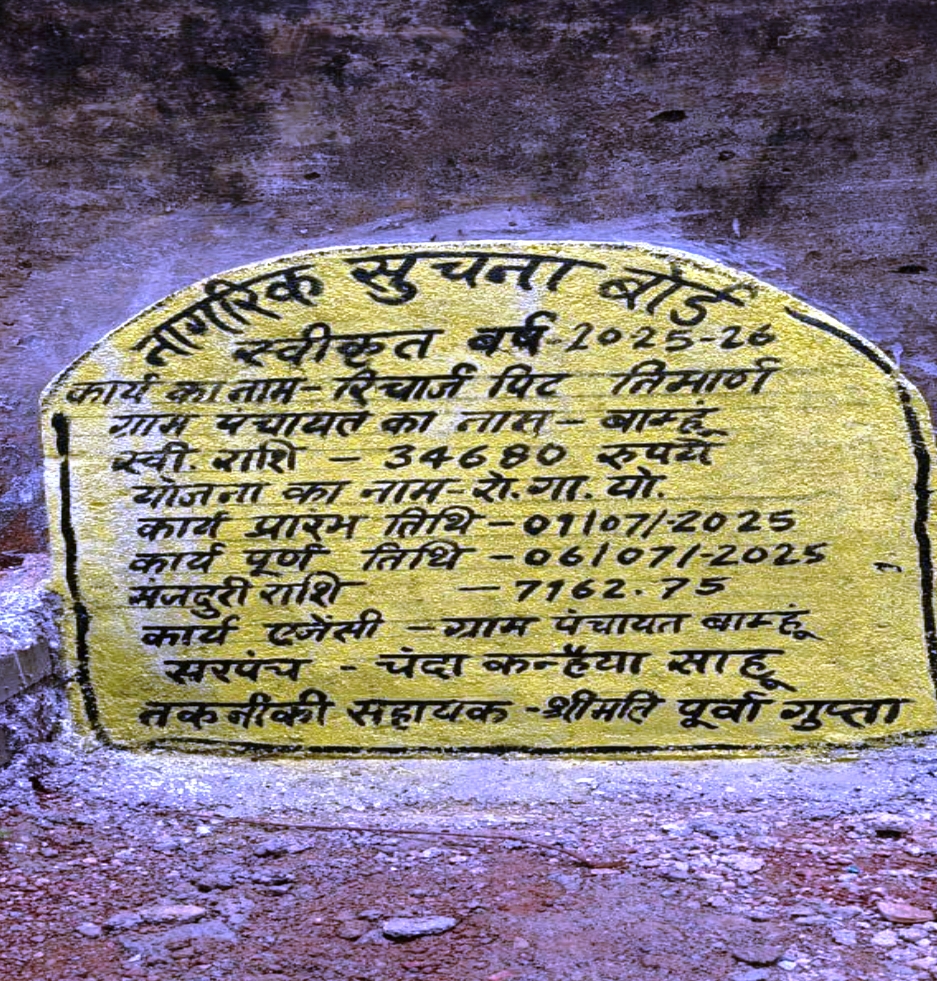 नागरिक सुचना बोर्ड
स्वीकृत वर्ष-2025-26
कार्य का नाम- रिचार्ज पिट निमार्ण
ग्राम पंचायत का नाम - बाम्हूं
स्वी. राशि - 34680 रुपये
योजना का नाम- रो.गा.यो.
कार्य प्रारंभ तिथि - 01/07/-2025
कार्य पूर्ण तिथि - 06/07/-2025
मंजदुरी राशि - 7162.75
कार्य एजेंसी - ग्राम पंचायत बाम्हूं
सरपंच - चंदा कन्हैया साहू
तकनीकी सहायक - श्रीमति पूर्वा गुप्ता